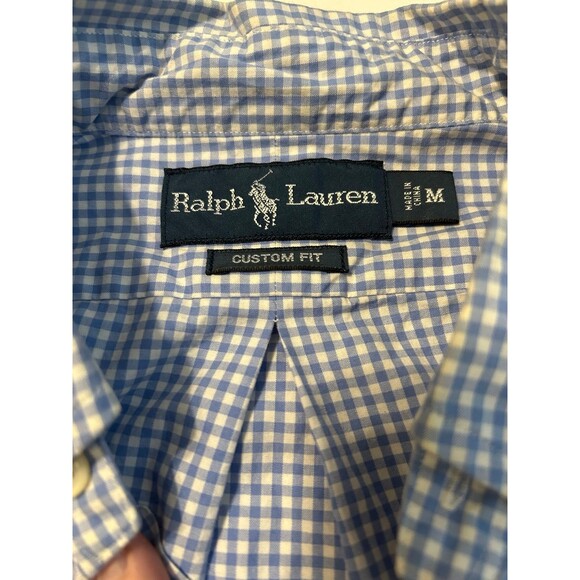 Ralph Lauren
MADE IN
CHINA
M
CUSTOM FIT